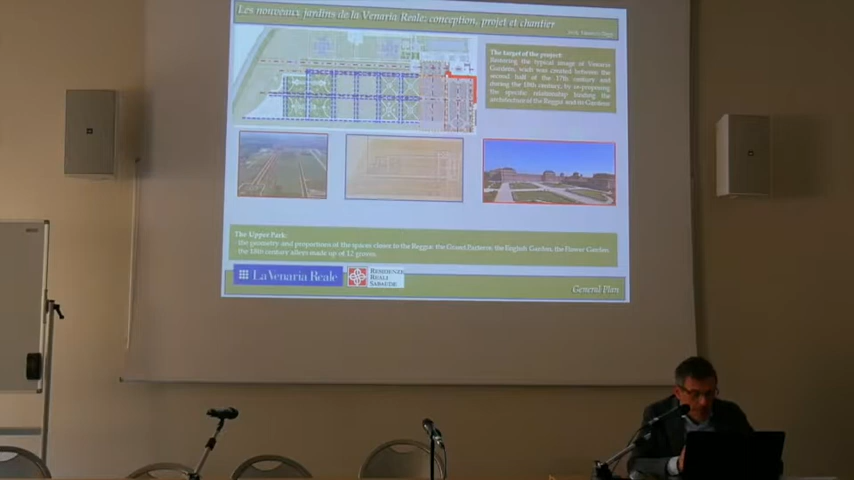 Les nouveaux jardins de la Venaria Reale: conception, projet et chantier
The target of the project:
Restoring the typical image of Venaria
Gardens, wich was created between the
second half of the 17th century and
during the 18th century, by re-proposing
the specific relationship binding the
architecture of the Reggia and its Gardens
The Upper Park:
- the geometry and proportions of the spaces closer to the Reggia: the Grand Parterre, the English Garden, the Flower Garden
- the 18th century alleys made up of 12 groves
La Venaria Reale
RESIDENZE
REALI
SABAUDE
General Plan